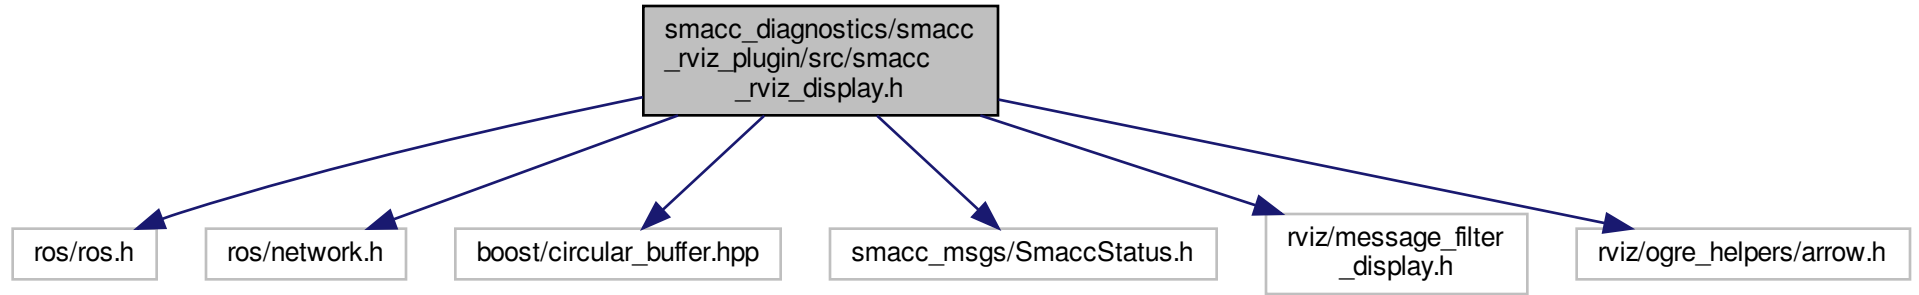 smacc_diagnostics/smacc
_rviz_plugin/src/smacc
_rviz_display.h
ros/ros.h
ros/network.h
boost/circular_buffer.hpp
smacc_msgs/SmaccStatus.h
rviz/message_filter
_display.h
rviz/ogre_helpers/arrow.h